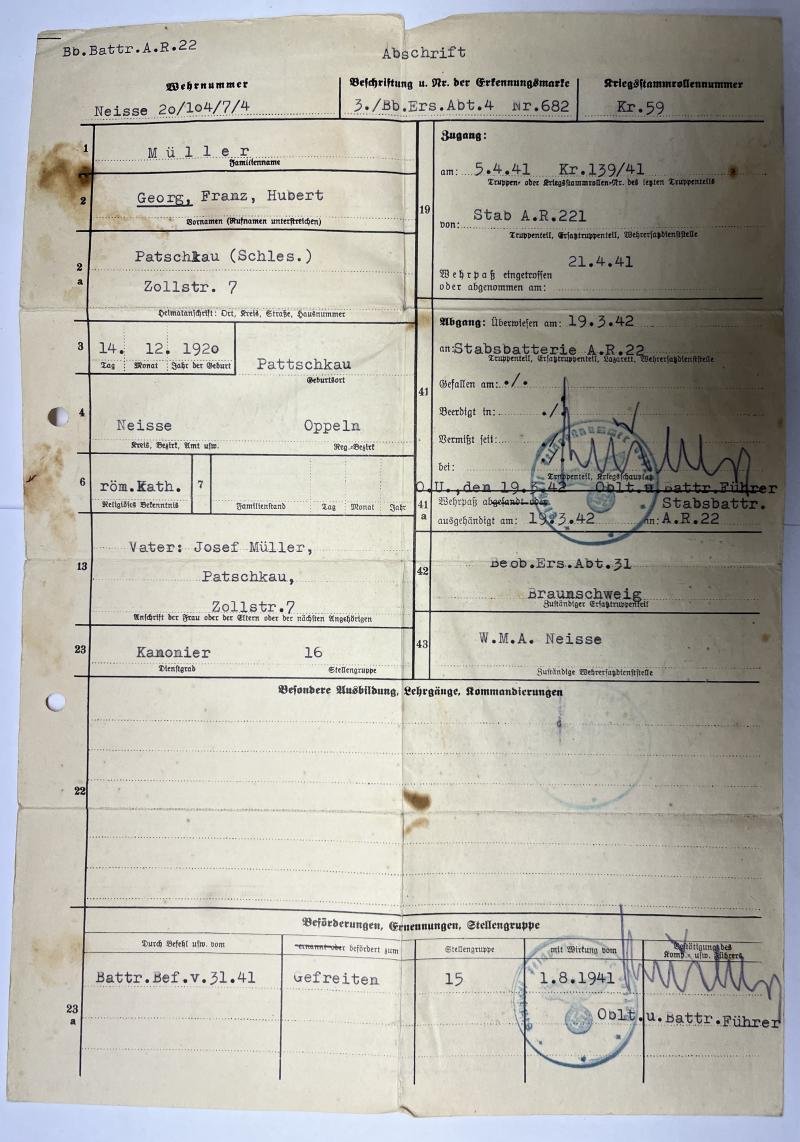 Bb.Battr.A.R.22
Abschrift
Wehrnummer
Neisse 20/104/7/4
Beschriftung u. Nr. der Erkennungsmarke
3./Bb.Ers.Abt.4 Nr.682
Kriegsstammrollennummer
Kr.59
1
Müller
Familienname
2
Georg, Franz, Hubert
Vornamen (Rufnamen unterstreichen)
2
a
Patschkau (Schles.)
Zollstr. 7
Heimatanschrift: Ort, Kreis, Straße, Hausnummer
3
14. 12. 1920
Tag Monat Jahr der Geburt
Pattschkau
Geburtsort
4
Neisse Oppeln
Kreis, Bezirk, Amt usw. Reg.-Bezirk
6
röm.Kath.
Religiöses Bekenntnis
7
Familienstand Tag Monat Jahr
13
Vater: Josef Müller,
Patschkau,
Zollstr.7
Anschrift der Frau oder der Eltern oder der nächsten Angehörigen
23
Kanonier 16
Dienstgrad Stellengruppe
19
Zugang:
am: 5.4.41 Kr.139/41
Truppen- oder Kriegsstammrollen-Nr. des letzten Truppenteils
von: Stab A.R.221
Truppenteil, Ersatztruppenteil, Wehrersatzdienststelle
21.4.41
Wehrpaß eingetroffen
oder abgenommen am:
41
Abgang: Überwiesen am: 19.3.42
an: Stabsbatterie A.R.22
Truppenteil, Ersatztruppenteil, Lazarett, Wehrersatzdienststelle
Gefallen am: ./.
Beerdigt in: ./.
Vermißt seit:
bei:
Truppenteil, Kriegsschauplatz
O.U.,den 19.3.42 Oblt.u.Battr.Führer
41
a
Wehrpaß abgesandt oder Stabsbattr.
ausgehändigt am: 19.3.42 an: A.R.22
42
Beob.Ers.Abt.31
Braunschweig
Zuständiger Ersatztruppenteil
43
W.M.A. Neisse
Zuständige Wehrersatzdienststelle
22
Besondere Ausbildung, Lehrgänge, Kommandierungen
23
a
Beförderungen, Ernennungen, Stellengruppe
Durch Befehl usw. vom
ernannt oder befördert zum
Stellengruppe
mit Wirkung vom
Bestätigung des
Komp.- usw. Führers
Battr.Bef.v.31.41 Gefreiten 15 1.8.1941
Oblt.u.Battr.Führer